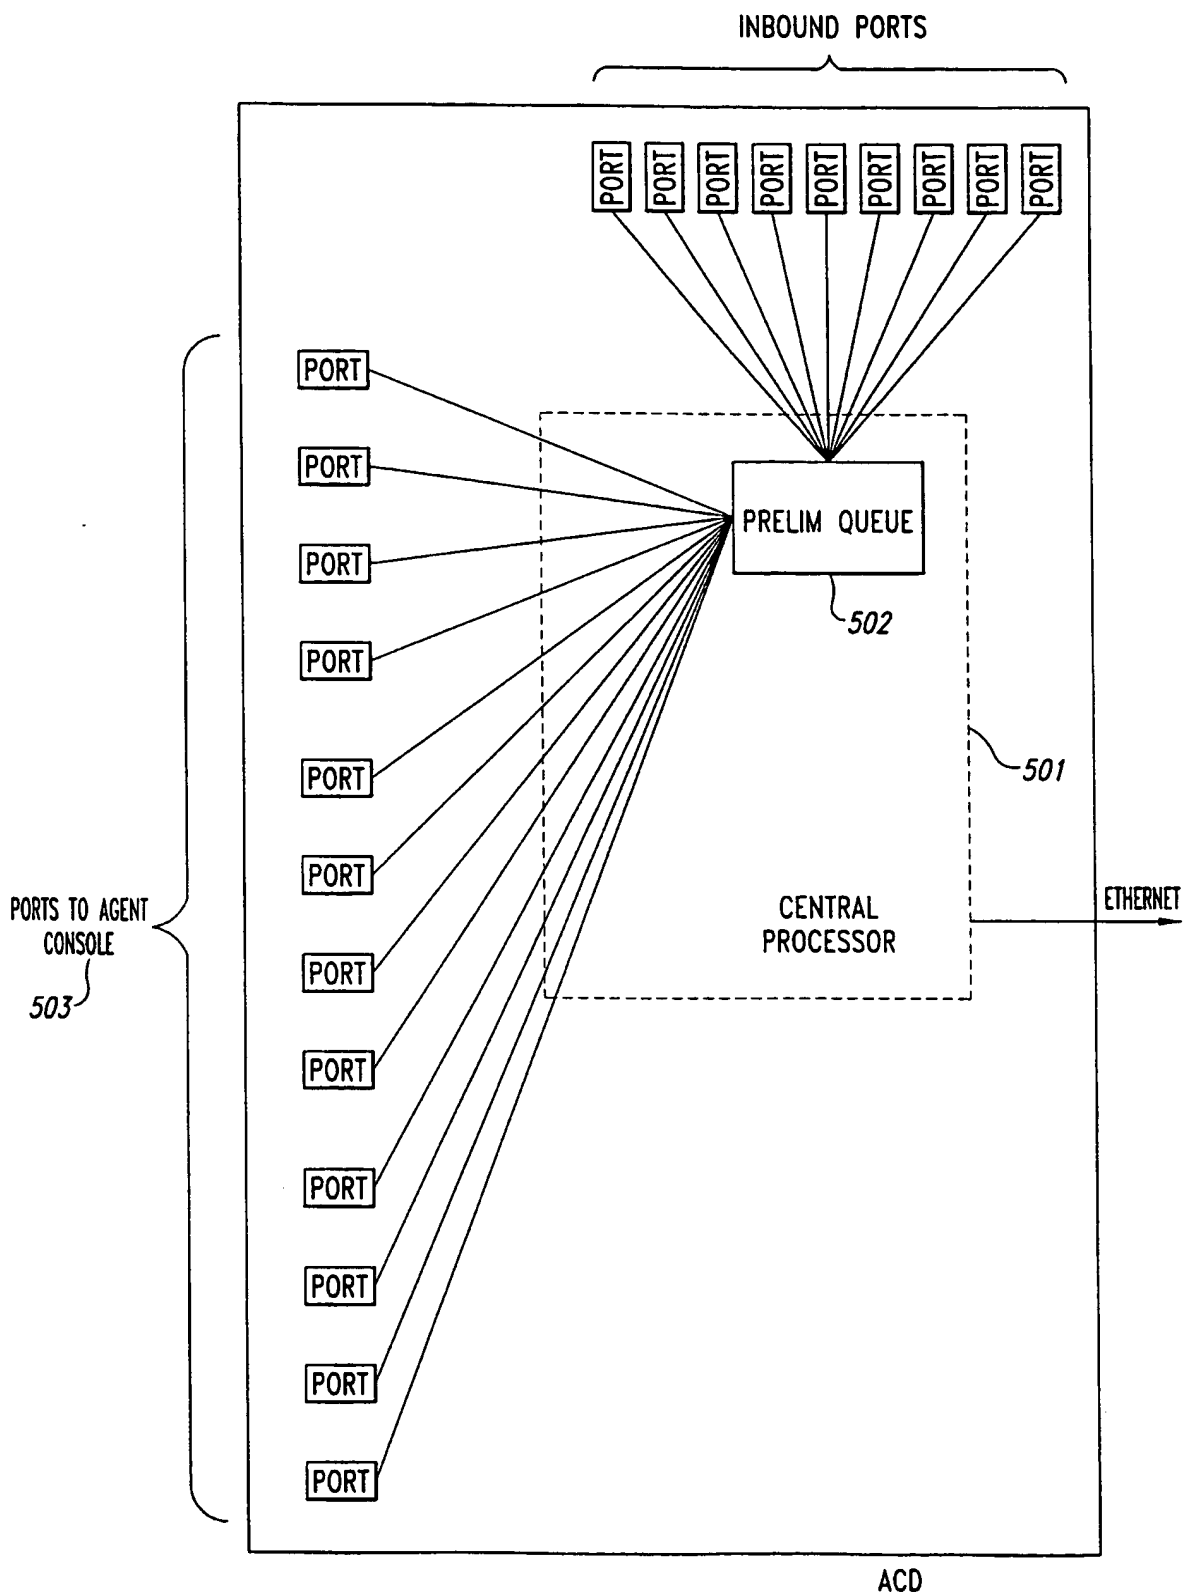 INBOUND PORTS
PORT PORT PORT PORT PORT PORT PORT PORT PORT
PORT
PORT
PRELIM QUEUE
502
PORT
PORT
PORT
501
PORT
PORTS TO AGENT
CONSOLE
503
CENTRAL
PROCESSOR
ETHERNET
PORT
PORT
PORT
PORT
PORT
PORT
ACD